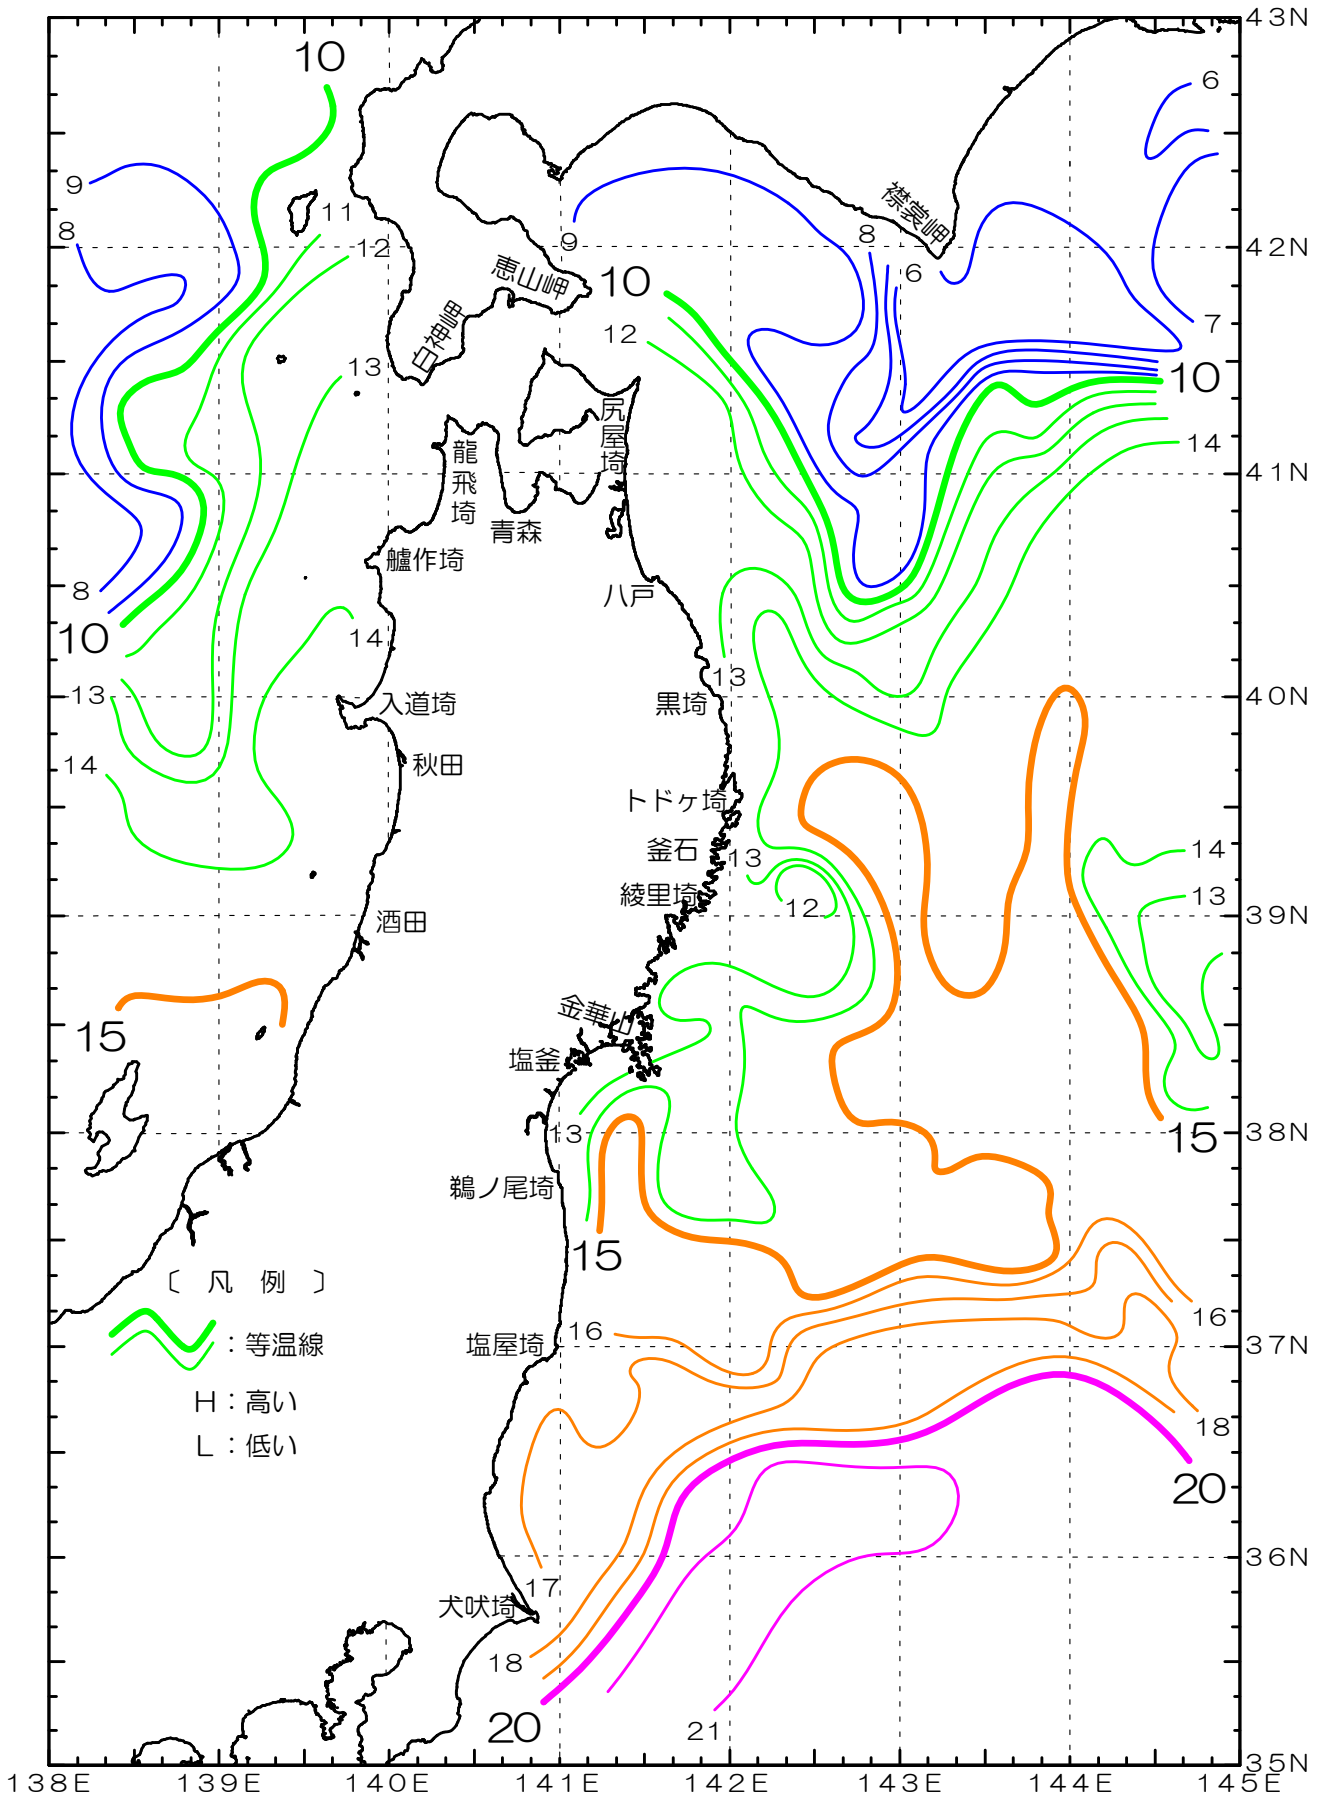 43N
10
6
9
襟裳岬
11
8
12
8
9
42N
6
恵山岬
10
7
白神岬
12
13
10
尻屋埼
14
龍飛埼
41N
青森
艫作埼
8
八戸
10
14
13
13
入道埼
黒埼
40N
14
秋田
トドヶ埼
釜石
13
14
綾里埼
13
12
酒田
39N
金華山
15
塩釜
13
38N
15
鵜ノ尾埼
15
〔 凡 例 〕
16
16
:等温線
塩屋埼
37N
H:高い
18
L:低い
20
36N
17
犬吠埼
18
20
21
35N
138E
139E
140E
141E
142E
143E
144E
145E